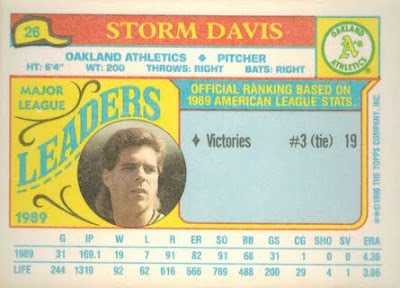 26
STORM DAVIS
OAKLAND ATHLETICS ♦ PITCHER
HT: 6'4" WT: 200 THROWS: RIGHT BATS: RIGHT
OAKLAND
A's
ATHLETICS
MAJOR
LEAGUE
LEADERS
1989
OFFICIAL RANKING BASED ON
1989 AMERICAN LEAGUE STATS.
♦ Victories #3 (tie) 19
**©1990 THE TOPPS COMPANY, INC.
G IP W L R ER SO BB GS CG SHO SV ERA
1989 31 169.1 19 7 91 82 91 68 31 1 0 0 4.36
LIFE 244 1319 92 62 616 566 788 488 200 29 4 1 3.86